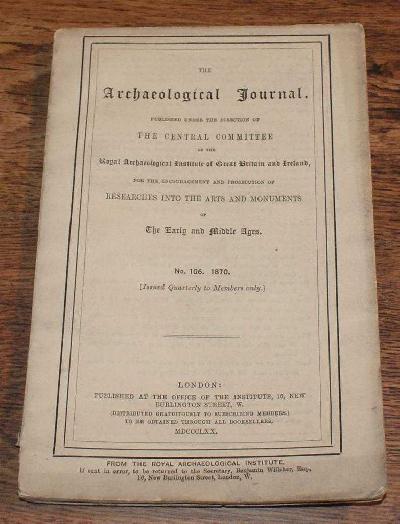 THE
Archaeological Journal.
PUBLISHED UNDER THE DIRECTION OF
THE CENTRAL COMMITTEE
OF THE
Royal Archaeological Institute of Great Britain and Ireland,
FOR THE ENCOURAGEMENT AND PROSECUTION OF
RESEARCHES INTO THE ARTS AND MONUMENTS
OF
The Early and Middle Ages.
No. 106. 1870.
[Issued Quarterly to Members only.]
LONDON:
PUBLISHED AT THE OFFICE OF THE INSTITUTE, 16, NEW
BURLINGTON STREET, W.
(DISTRIBUTED GRATUITOUSLY TO SUBSCRIBING MEMBERS.)
TO BE OBTAINED THROUGH ALL BOOKSELLERS.
MDCCCLXX.
FROM THE ROYAL ARCHAEOLOGICAL INSTITUTE.
If sent in error, to be returned to the Secretary, Benjamin Esq.,
16, New Burlington Street, London, W.